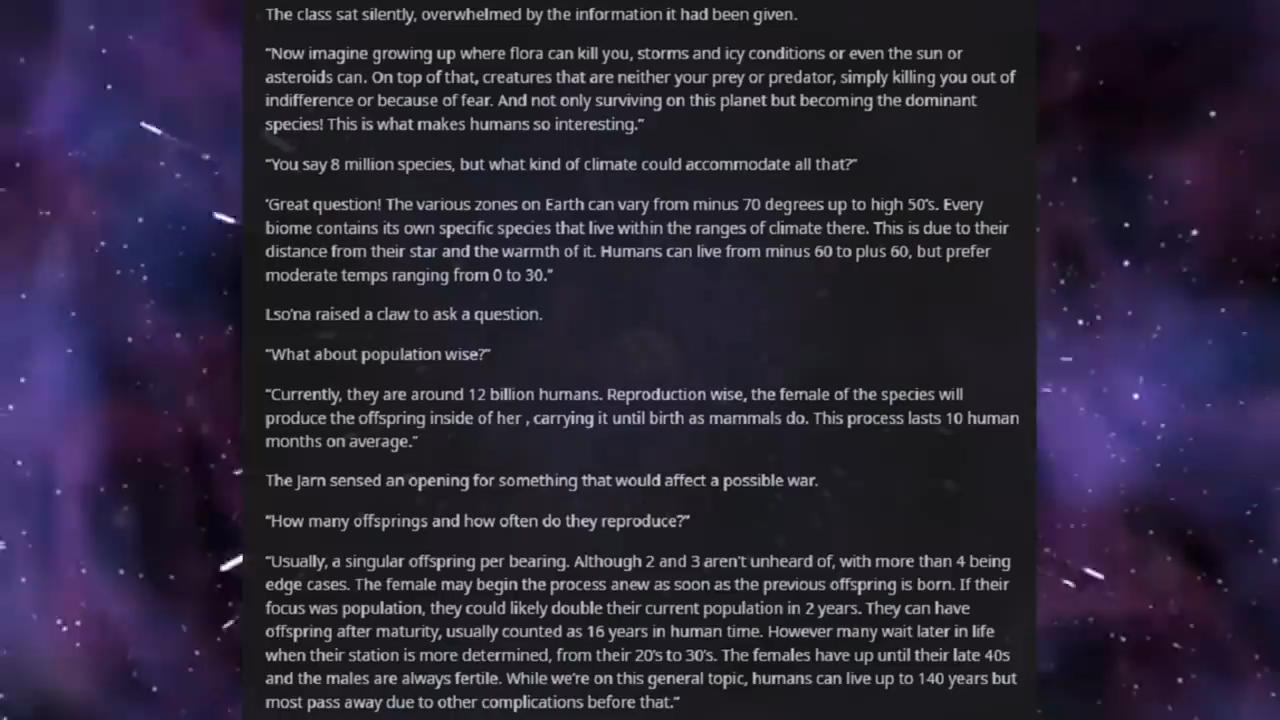 The class sat silently, overwhelmed by the information it had been given.
“Now imagine growing up where flora can kill you, storms and icy conditions or even the sun or
asteroids can. On top of that, creatures that are neither your prey or predator, simply killing you out of
indifference or because of fear. And not only surviving on this planet but becoming the dominant
species! This is what makes humans so interesting.”
“You say 8 million species, but what kind of climate could accommodate all that?”
‘Great question! The various zones on Earth can vary from minus 70 degrees up to high 50’s. Every
biome contains its own specific species that live within the ranges of climate there. This is due to their
distance from their star and the warmth of it. Humans can live from minus 60 to plus 60, but prefer
moderate temps ranging from 0 to 30.”
Lso’na raised a claw to ask a question.
“What about population wise?”
“Currently, they are around 12 billion humans. Reproduction wise, the female of the species will
produce the offspring inside of her , carrying it until birth as mammals do. This process lasts 10 human
months on average.”
The Jarn sensed an opening for something that would affect a possible war.
“How many offsprings and how often do they reproduce?”
“Usually, a singular offspring per bearing. Although 2 and 3 aren’t unheard of, with more than 4 being
edge cases. The female may begin the process anew as soon as the previous offspring is born. If their
focus was population, they could likely double their current population in 2 years. They can have
offspring after maturity, usually counted as 16 years in human time. However many wait later in life
when their station is more determined, from their 20’s to 30’s. The females have up until their late 40s
and the males are always fertile. While we’re on this general topic, humans can live up to 140 years but
most pass away due to other complications before that.”